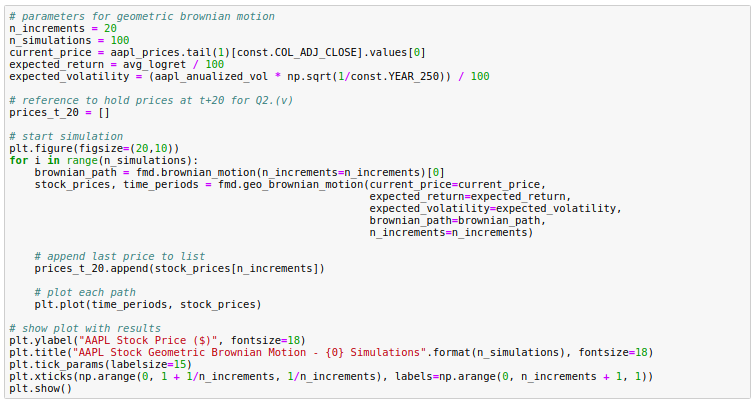 # parameters for geometric brownian motion
n_increments = 20
n_simulations = 100
current_price = aapl_prices.tail(1)[const.COL_ADJ_CLOSE].values[0]
expected_return = avg_logret / 100
expected_volatility = (aapl_anualized_vol * np.sqrt(1/const.YEAR_250)) / 100

# reference to hold prices at t+20 for Q2.(v)
prices_t_20 = []

# start simulation
plt.figure(figsize=(20,10))
for i in range(n_simulations):
    brownian_path = fmd.brownian_motion(n_increments=n_increments)[0]
    stock_prices, time_periods = fmd.geo_brownian_motion(current_price=current_price,
                                                         expected_return=expected_return,
                                                         expected_volatility=expected_volatility,
                                                         brownian_path=brownian_path,
                                                         n_increments=n_increments)

    # append last price to list
    prices_t_20.append(stock_prices[n_increments])

    # plot each path
    plt.plot(time_periods, stock_prices)

# show plot with results
plt.ylabel("AAPL Stock Price ($)", fontsize=18)
plt.title("AAPL Stock Geometric Brownian Motion - {0} Simulations".format(n_simulations), fontsize=18)
plt.tick_params(labelsize=15)
plt.xticks(np.arange(0, 1 + 1/n_increments, 1/n_increments), labels=np.arange(0, n_increments + 1, 1))
plt.show()